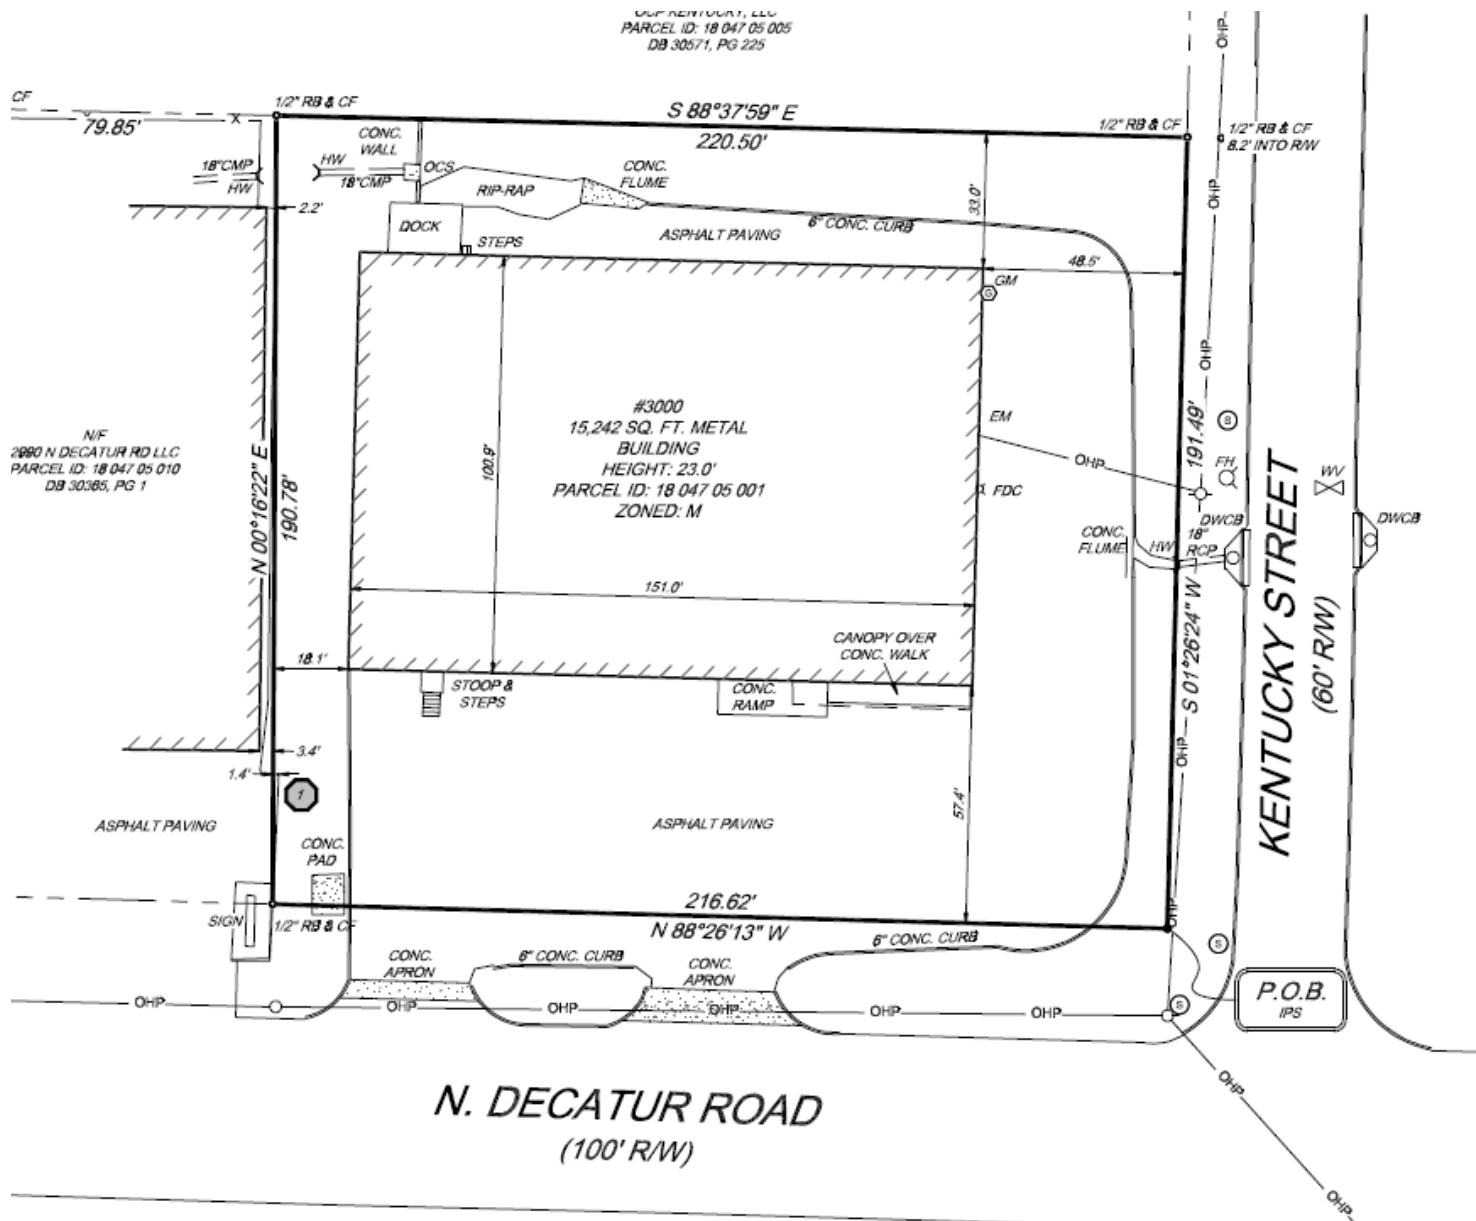 OCP KENTUCKY, LLC
PARCEL ID: 18 047 05 005
DB 30571, PG 225
OHP
CF
79.85'
X
1/2" RB & CF
S 88°37'59" E
220.50'
1/2" RB & CF
1/2" RB & CF
8.2' INTO R/W
CONC.
WALL
18"CMP
HW
HW
18"CMP
OCS
RIP-RAP
CONC.
FLUME
33.0'
OHP
2.2'
DOCK
STEPS
ASPHALT PAVING
6" CONC. CURB
48.5'
G
GM
OHP
#3000
15,242 SQ. FT. METAL
BUILDING
HEIGHT: 23.0'
PARCEL ID: 18 047 05 001
ZONED: M
100.9'
EM
OHP
FDC
191.49'
S
FH
WV
N/F
2990 N DECATUR RD LLC
PARCEL ID: 18 047 05 010
DB 30385, PG 1
N 00°16'22" E
190.78'
CONC.
FLUME
HW
18"
RCP
DWCB
DWCB
S 01°26'24" W
KENTUCKY STREET
(60' R/W)
151.0'
18.1'
CANOPY OVER
CONC. WALK
STOOP &
STEPS
CONC.
RAMP
3.4'
1.4'
1
OHP
57.4'
ASPHALT PAVING
ASPHALT PAVING
CONC.
PAD
216.62'
N 88°26'13" W
SIGN
1/2" RB & CF
OHP
6" CONC. CURB
S
CONC.
APRON
6" CONC. CURB
CONC.
APRON
P.O.B.
IPS
OHP
OHP
OHP
OHP
OHP
OHP
S
N. DECATUR ROAD
(100' R/W)
OHP
OHP